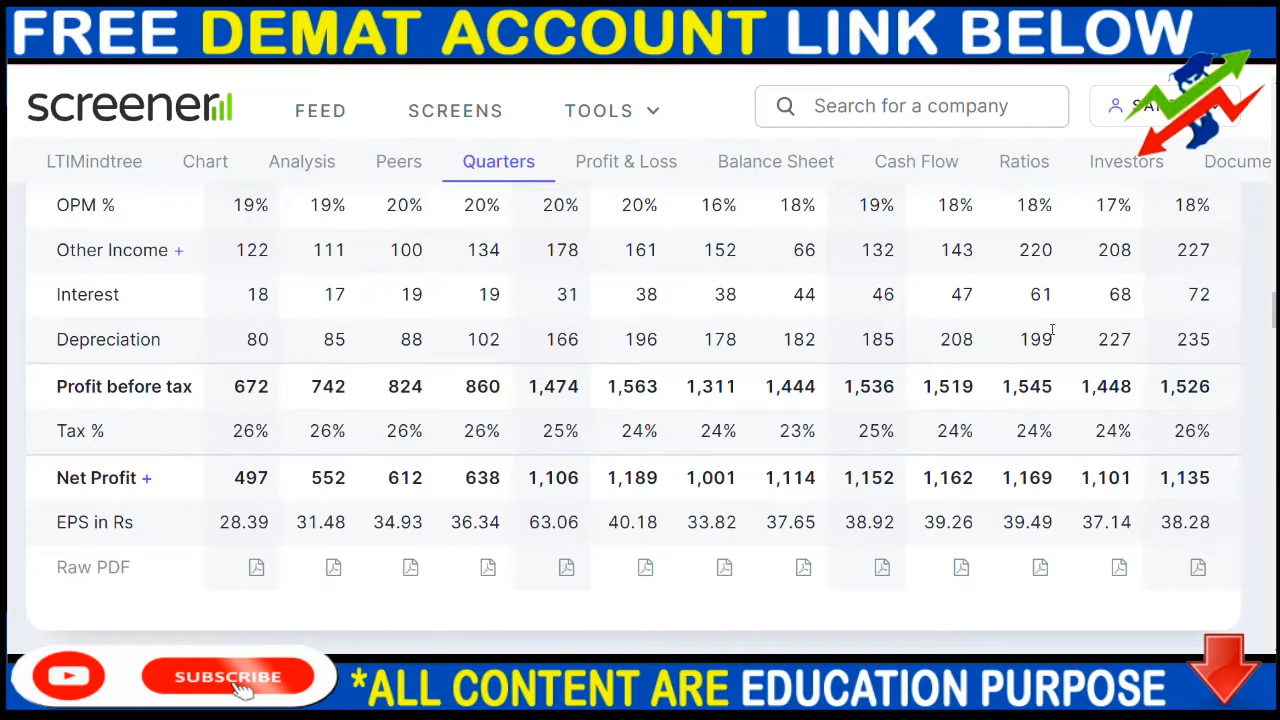 FREE DEMAT ACCOUNT LINK BELOW
screener FEED SCREENS TOOLS Search for a company
LTIMindtree Chart Analysis Peers Quarters Profit & Loss Balance Sheet Cash Flow Ratios Investors Docume
OPM % 19% 19% 20% 20% 20% 20% 16% 18% 19% 18% 18% 17% 18%
Other Income + 122 111 100 134 178 161 152 66 132 143 220 208 227
Interest 18 17 19 19 31 38 38 44 46 47 61 68 72
Depreciation 80 85 88 102 166 196 178 182 185 208 199 227 235
Profit before tax 672 742 824 860 1,474 1,563 1,311 1,444 1,536 1,519 1,545 1,448 1,526
Tax % 26% 26% 26% 26% 25% 24% 24% 23% 25% 24% 24% 24% 26%
Net Profit + 497 552 612 638 1,106 1,189 1,001 1,114 1,152 1,162 1,169 1,101 1,135
EPS in Rs 28.39 31.48 34.93 36.34 63.06 40.18 33.82 37.65 38.92 39.26 39.49 37.14 38.28
Raw PDF
SUBSCRIBE
*ALL CONTENT ARE EDUCATION PURPOSE